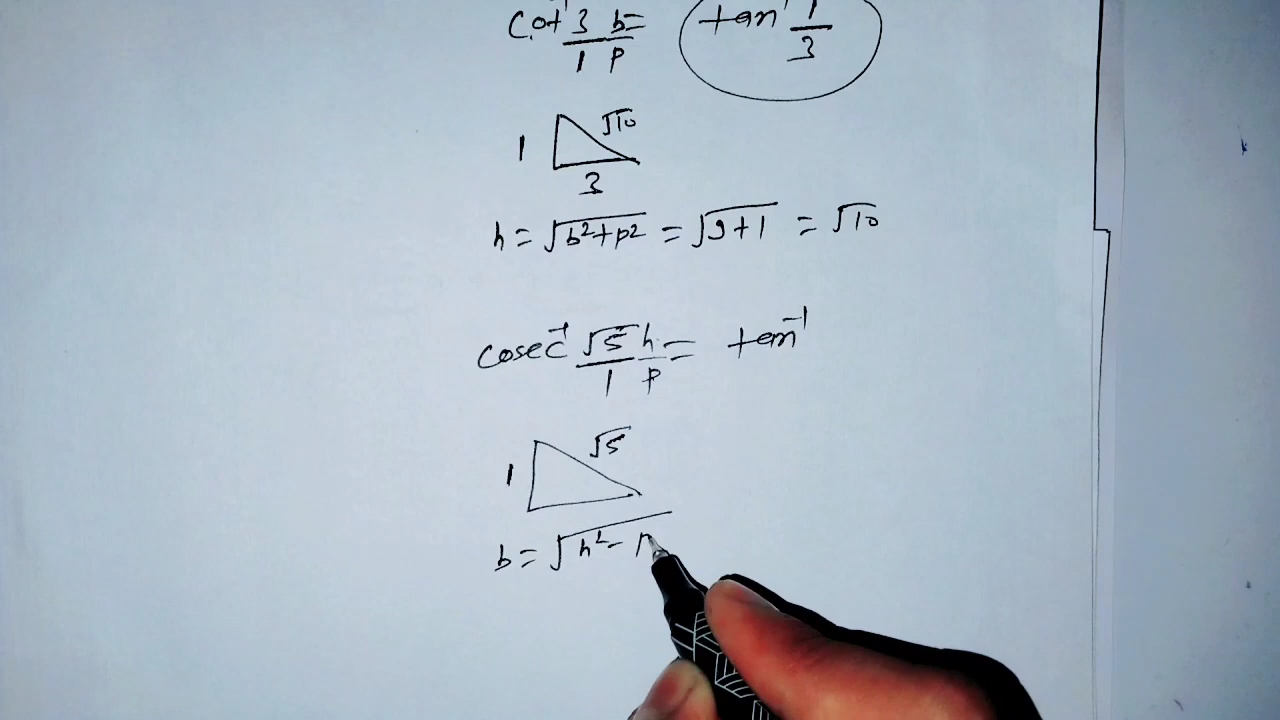 cot⁻¹ 3/1 b/p = tan⁻¹ 1/3
1 √10
3
h = √b²+p² = √9+1 = √10
cosec⁻¹ √5/1 h/p = tan⁻¹
1 √5
b = √h² -